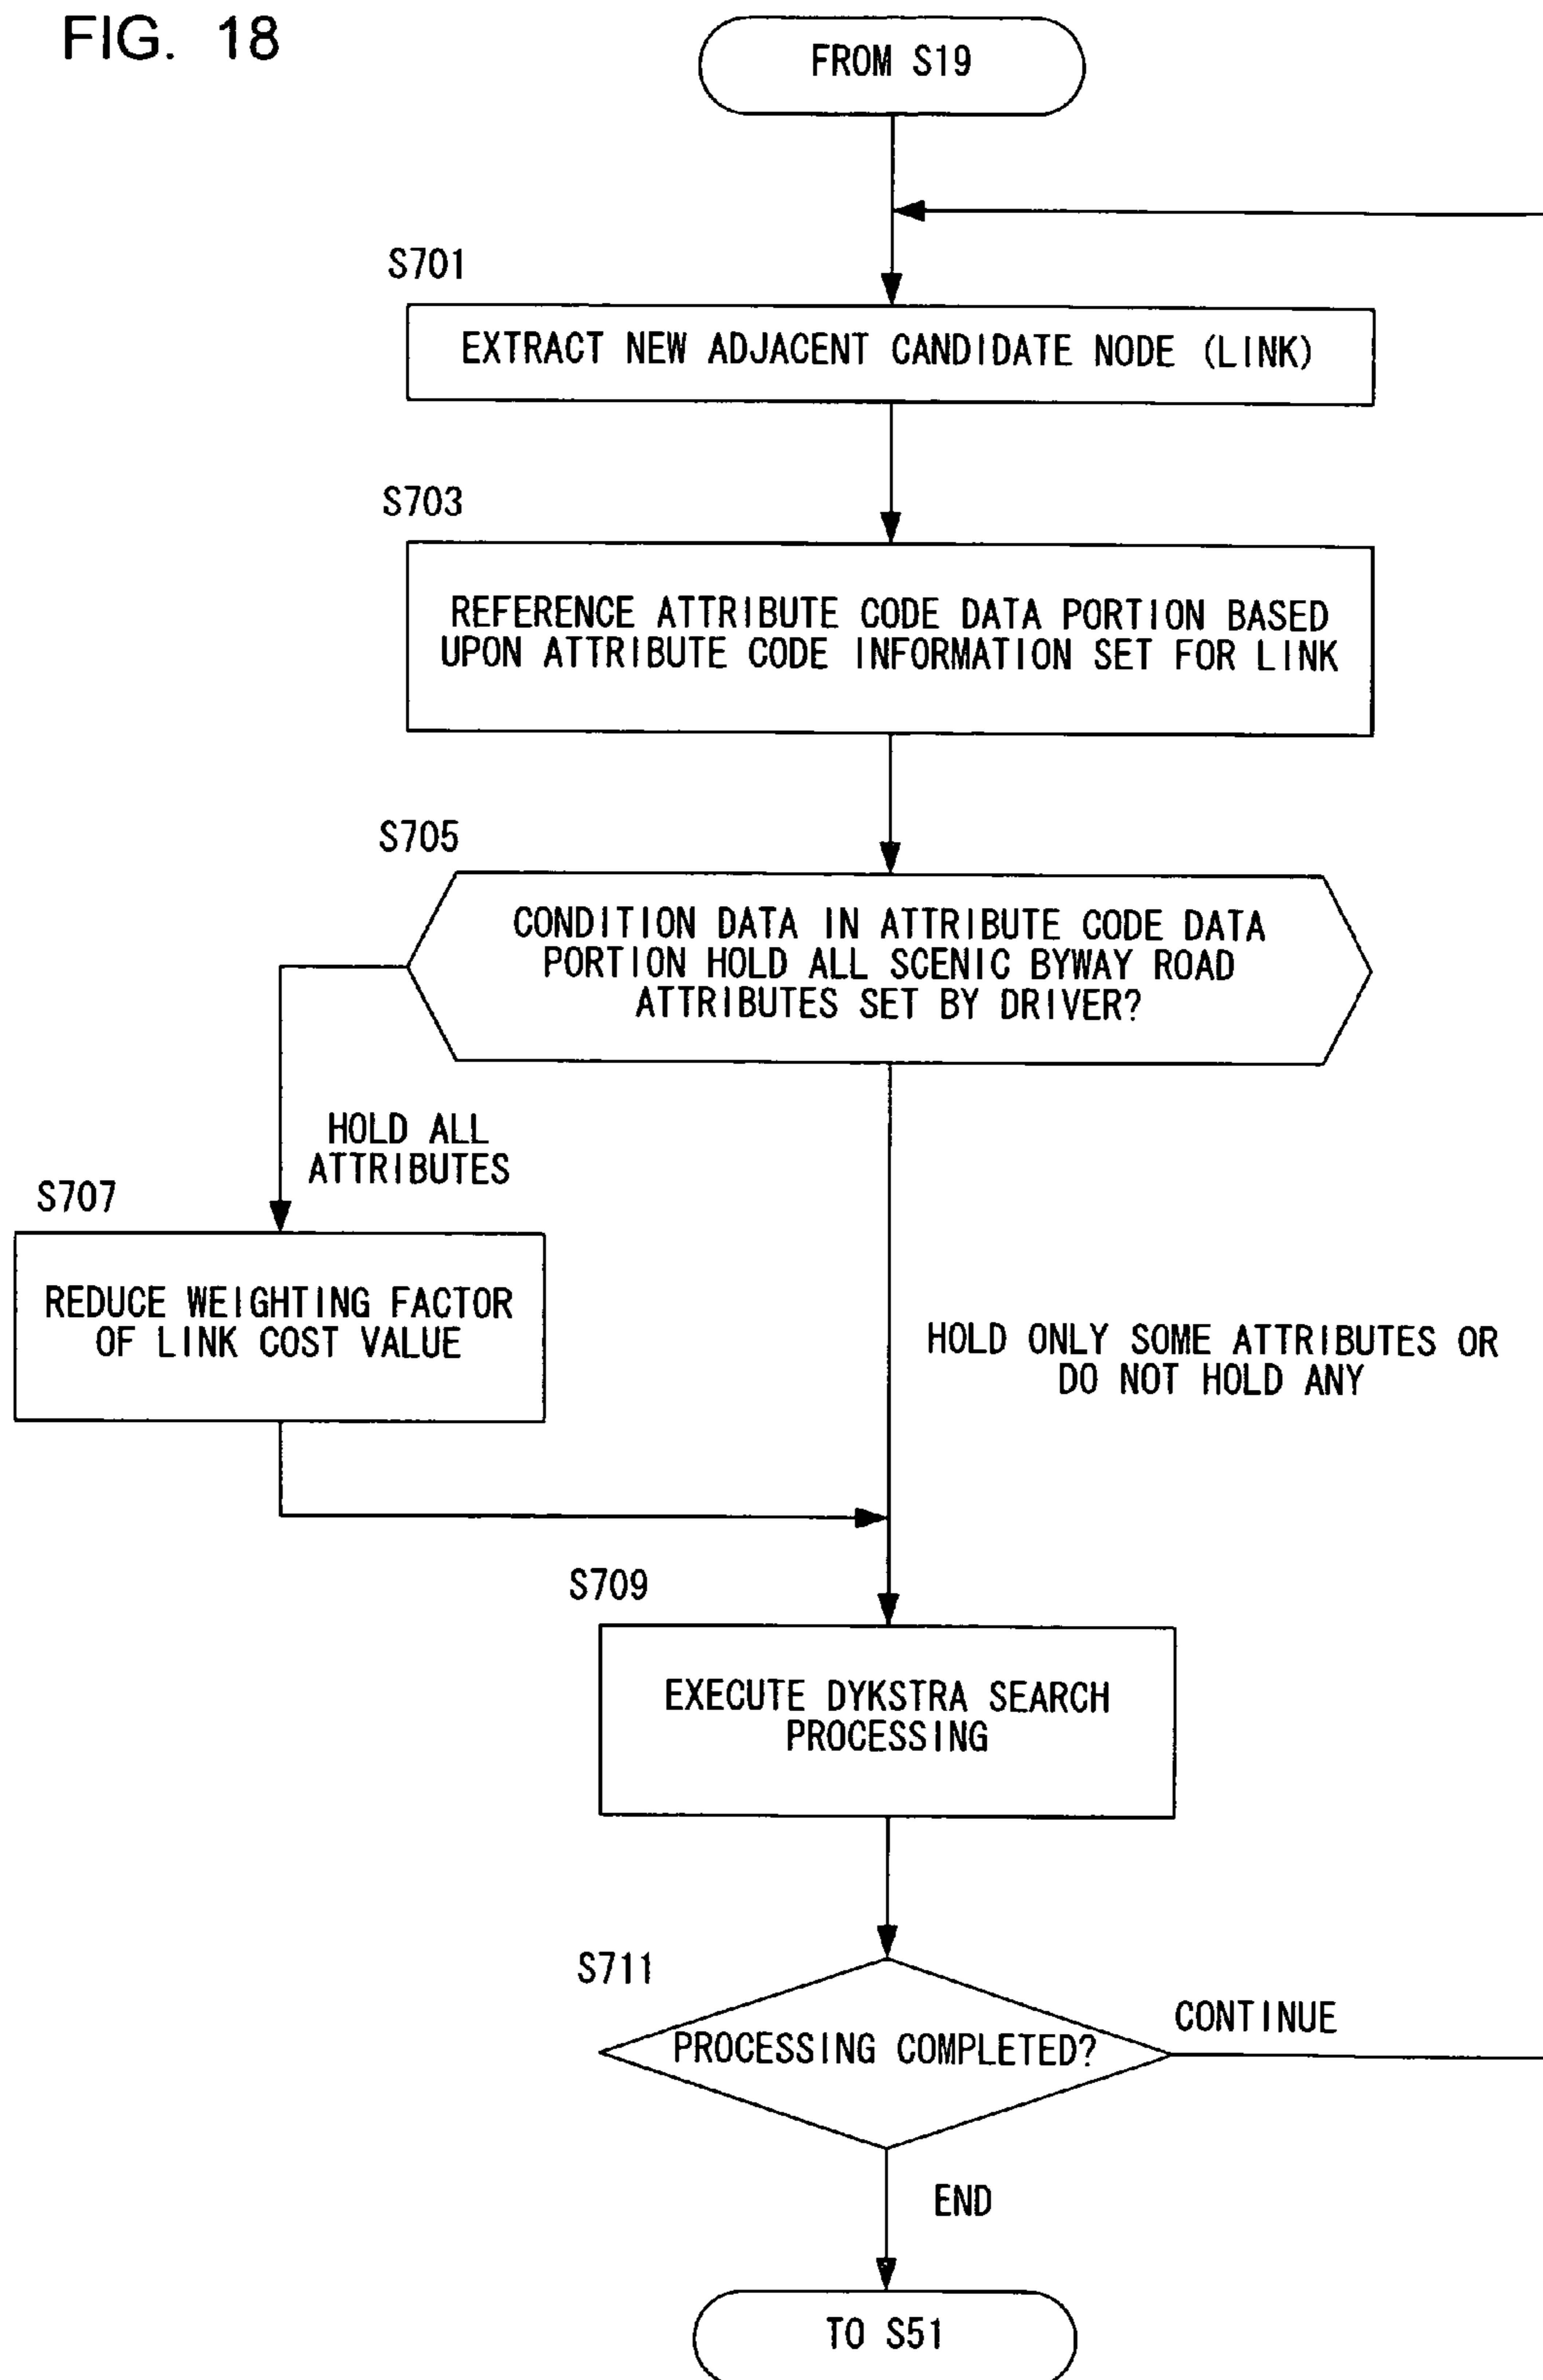 FIG. 18
FROM S19
S701
EXTRACT NEW ADJACENT CANDIDATE NODE (LINK)
S703
REFERENCE ATTRIBUTE CODE DATA PORTION BASED
UPON ATTRIBUTE CODE INFORMATION SET FOR LINK
S705
CONDITION DATA IN ATTRIBUTE CODE DATA
PORTION HOLD ALL SCENIC BYWAY ROAD
ATTRIBUTES SET BY DRIVER?
HOLD ALL
ATTRIBUTES
S707
REDUCE WEIGHTING FACTOR
OF LINK COST VALUE
HOLD ONLY SOME ATTRIBUTES OR
DO NOT HOLD ANY
S709
EXECUTE DYKSTRA SEARCH
PROCESSING
S711
PROCESSING COMPLETED?
CONTINUE
END
TO S51